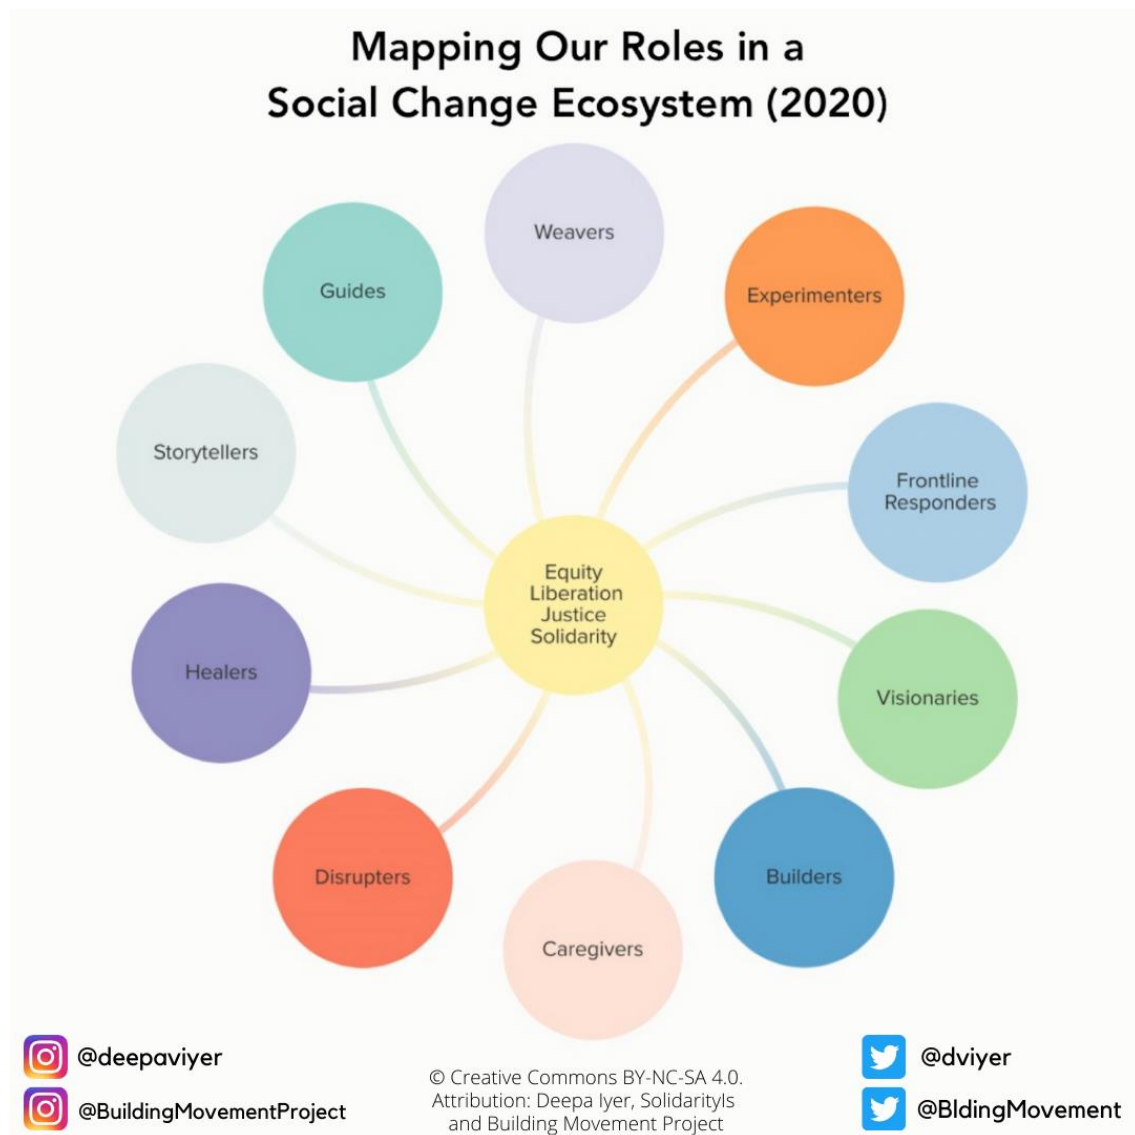 Mapping Our Roles in a
Social Change Ecosystem (2020)
Weavers
Guides
Experimenters
Storytellers
Frontline
Responders
Equity
Liberation
Justice
Solidarity
Healers
Visionaries
Disrupters
Builders
Caregivers
@deepaviyer
@BuildingMovementProject
© Creative Commons BY-NC-SA 4.0.
Attribution: Deepa Iyer, SolidarityIs
and Building Movement Project
@dviyer
@BldingMovement